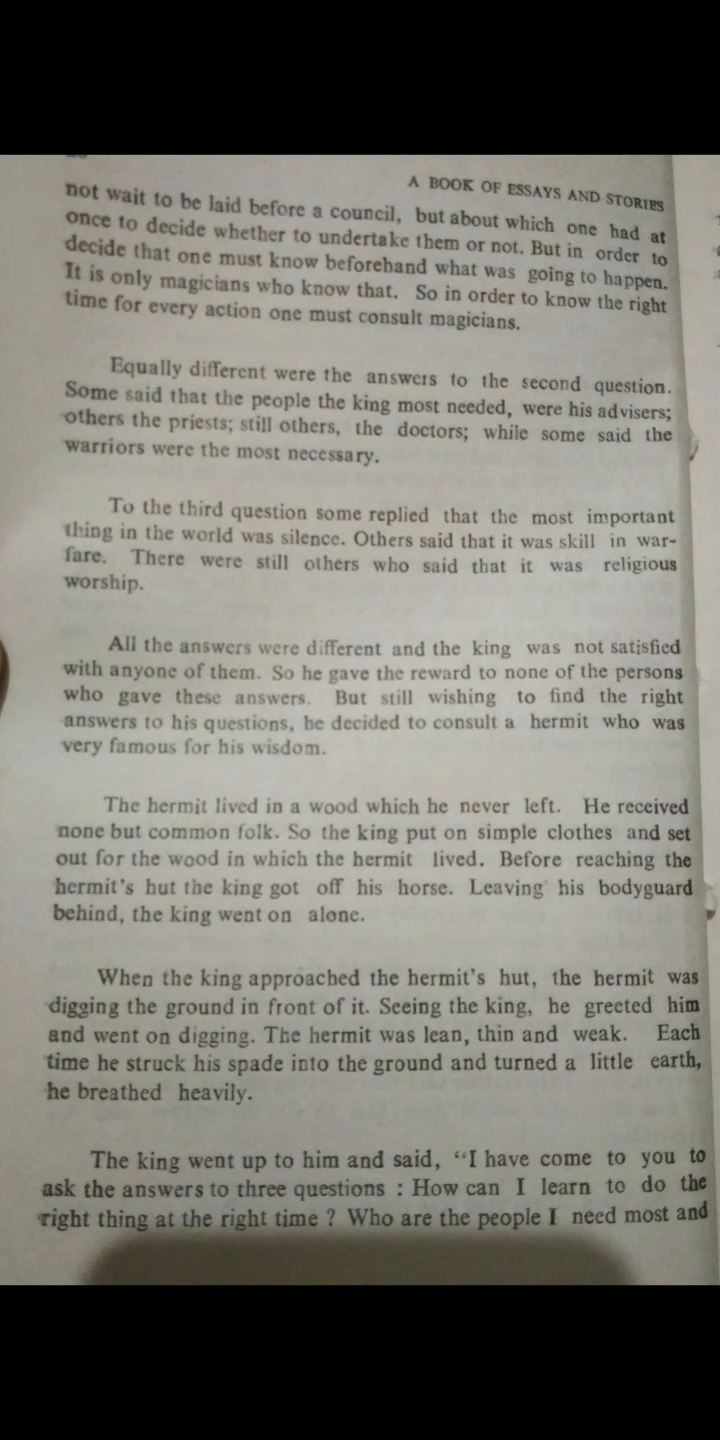 A BOOK OF ESSAYS AND STORIES
not wait to be laid before a council, but about which one had at
once to decide whether to undertake them or not. But in order to
decide that one must know beforehand what was going to happen.
It is only magicians who know that. So in order to know the right
time for every action one must consult magicians.
Equally different were the answers to the second question.
Some said that the people the king most needed, were his advisers;
others the priests; still others, the doctors; while some said the
warriors were the most necessary.
To the third question some replied that the most important
thing in the world was silence. Others said that it was skill in war-
fare. There were still others who said that it was religious
worship.
All the answers were different and the king was not satisfied
with anyone of them. So he gave the reward to none of the persons
who gave these answers. But still wishing to find the right
answers to his questions, he decided to consult a hermit who was
very famous for his wisdom.
The hermit lived in a wood which he never left. He received
none but common folk. So the king put on simple clothes and set
out for the wood in which the hermit lived. Before reaching the
hermit's hut the king got off his horse. Leaving his bodyguard
behind, the king went on alone.
When the king approached the hermit's hut, the hermit was
digging the ground in front of it. Seeing the king, he greeted him
and went on digging. The hermit was lean, thin and weak. Each
time he struck his spade into the ground and turned a little earth,
he breathed heavily.
The king went up to him and said, “I have come to you to
ask the answers to three questions : How can I learn to do the
right thing at the right time ? Who are the people I need most and